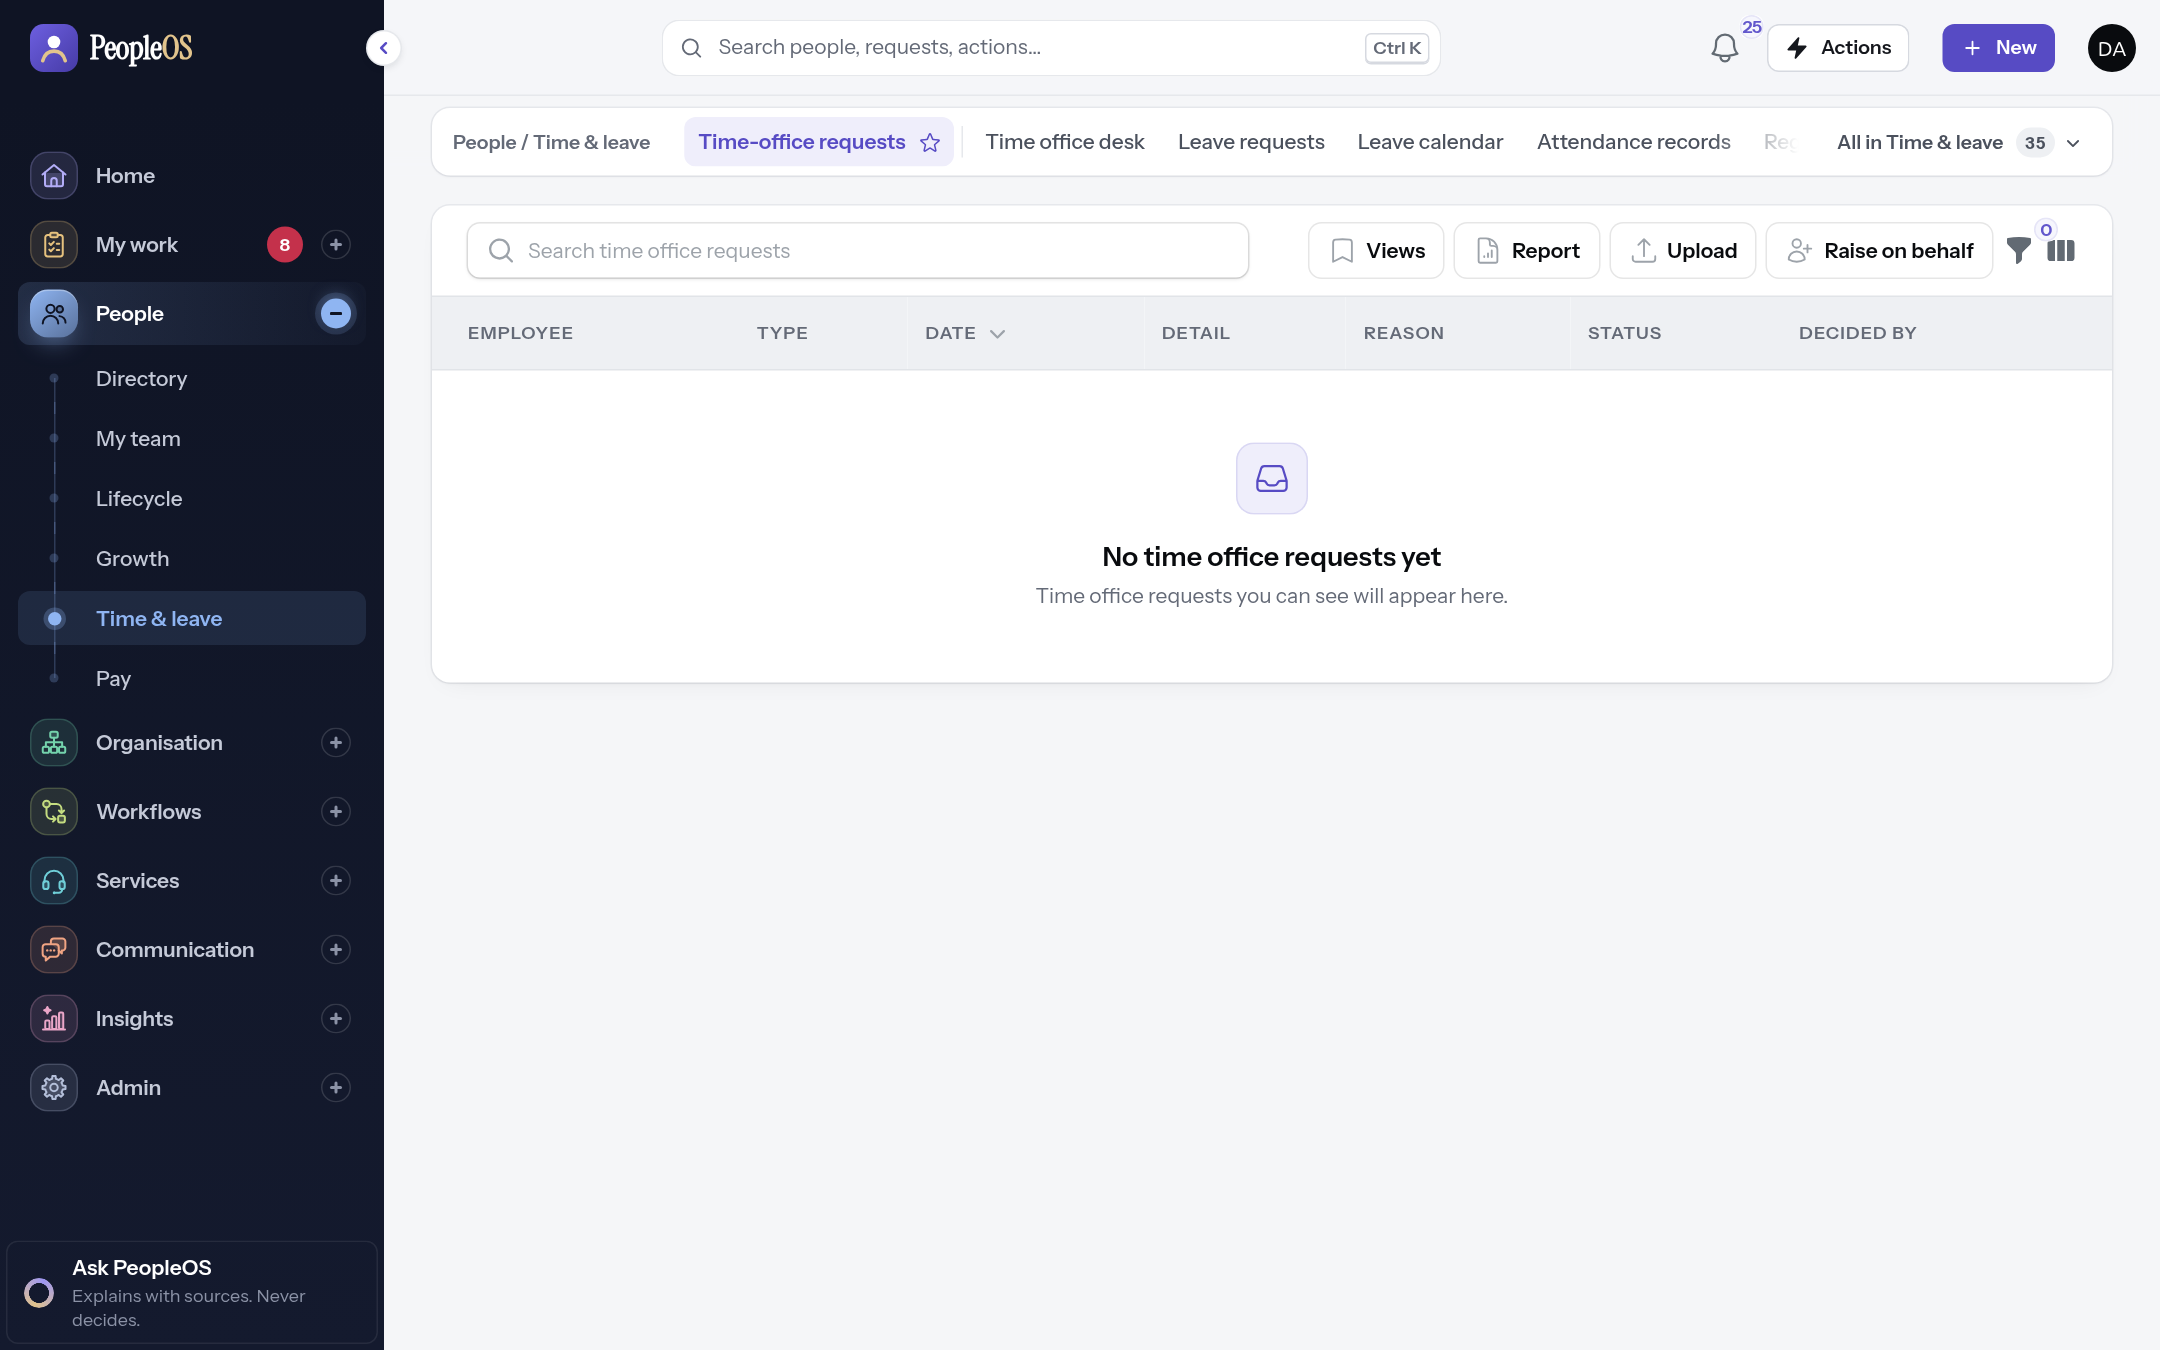 PeopleOS
Search people, requests, actions...
Ctrl K
25
Actions
New
DA
Home
My work
8
People
Directory
My team
Lifecycle
Growth
Time & leave
Pay
Organisation
Workflows
Services
Communication
Insights
Admin
Ask PeopleOS
Explains with sources. Never
decides.
People / Time & leave
Time-office requests
Time office desk
Leave requests
Leave calendar
Attendance records
All in Time & leave
35
Search time office requests
Views
Report
Upload
Raise on behalf
0
EMPLOYEE
TYPE
DATE
DETAIL
REASON
STATUS
DECIDED BY
No time office requests yet
Time office requests you can see will appear here.